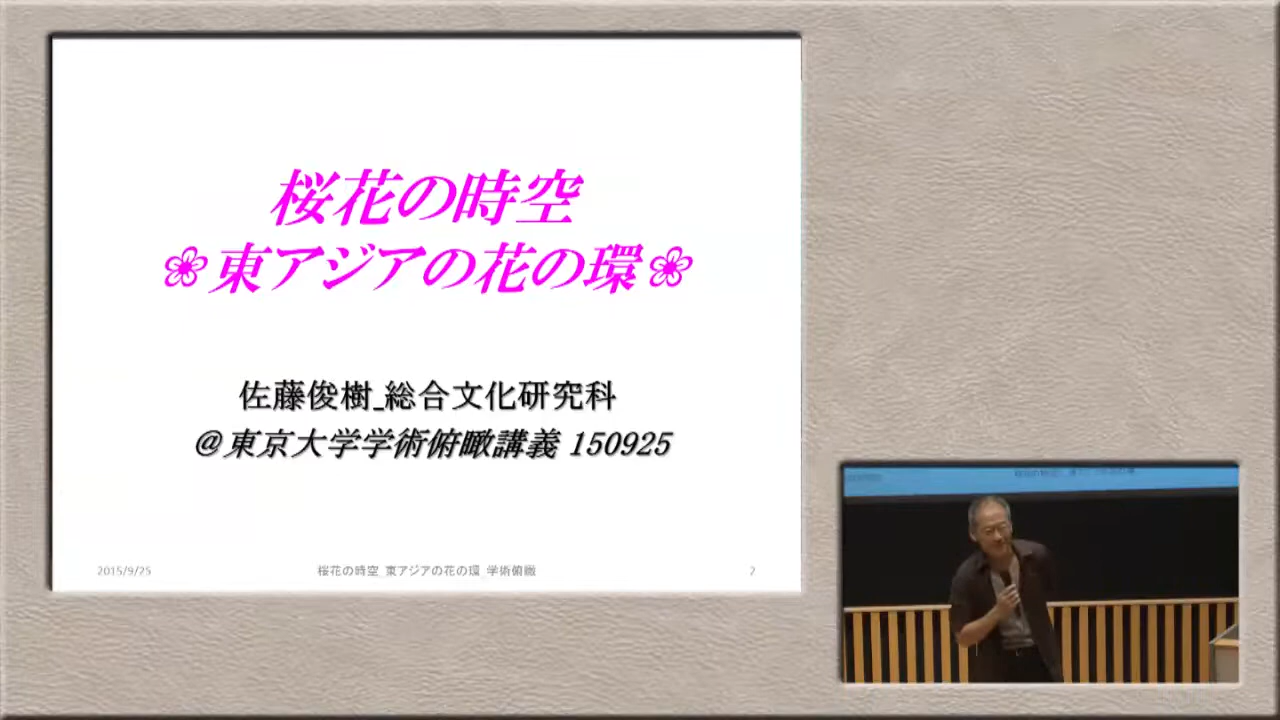 桜花の時空
❀東アジアの花の環❀
佐藤俊樹_総合文化研究科
@東京大学学術俯瞰講義 150925
2015/9/25
桜花の時空_東アジアの花の環_学術俯瞰
2